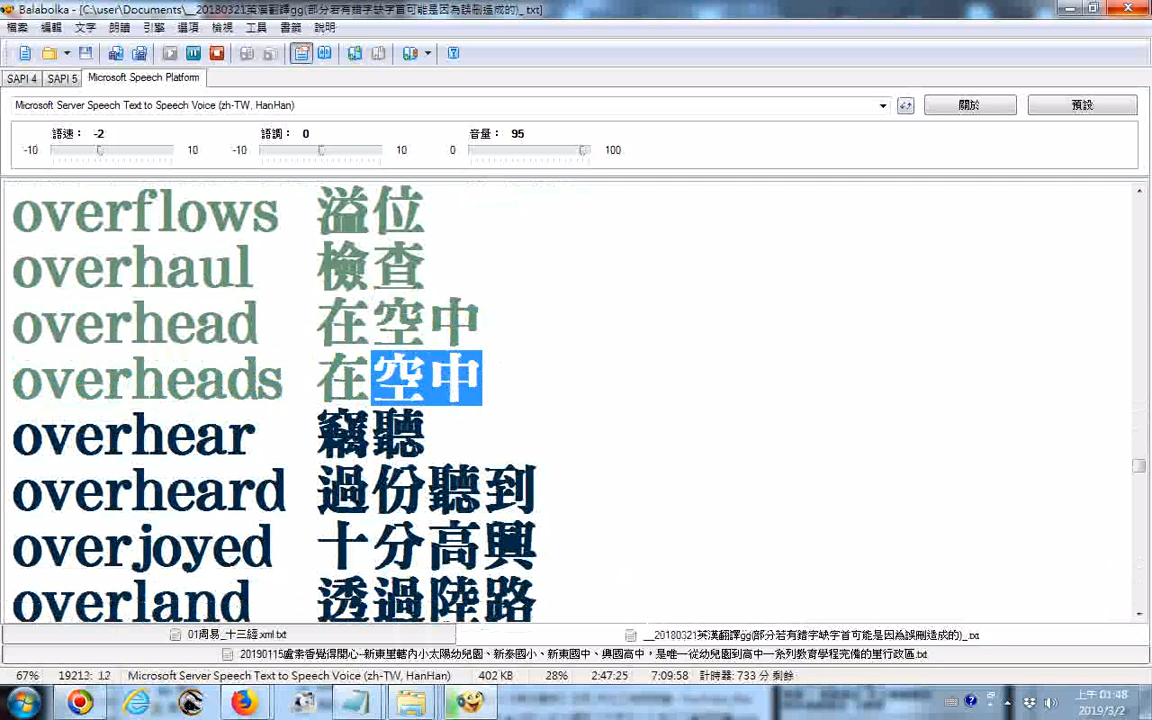 Balabolka - [C:\user\Documents\__20180321英漢翻譯gg(部分若有錯字缺字首可能是因為誤刪造成的)_.txt]
檔案 編輯 文字 朗讀 引擎 選項 檢視 工具 書籤 說明
SAPI 4 SAPI 5 Microsoft Speech Platform
Microsoft Server Speech Text to Speech Voice (zh-TW, HanHan) 關於 預設
語速： -2 語調： 0 音量： 95
-10 10 -10 10 0 100
overflows 溢位
overhaul 檢查
overhead 在空中
overheads 在空中
overhear 竊聽
overheard 過份聽到
overjoyed 十分高興
overland 透過陸路
01周易_十三經.xml.txt __20180321英漢翻譯gg(部分若有錯字缺字首可能是因為誤刪造成的)_.txt
20190115盧素香覺得開心-新東里轄內小太陽幼兒園、新泰國小、新東國中、興國高中，是唯一從幼兒園到高中一系列教育學程完備的里行政區.txt
67% 19212: 12 Microsoft Server Speech Text to Speech Voice (zh-TW, HanHan) 402 KB 28% 2:47:25 7:09:58 計時器: 733 分 剩餘
上午 01:48
2019/3/2